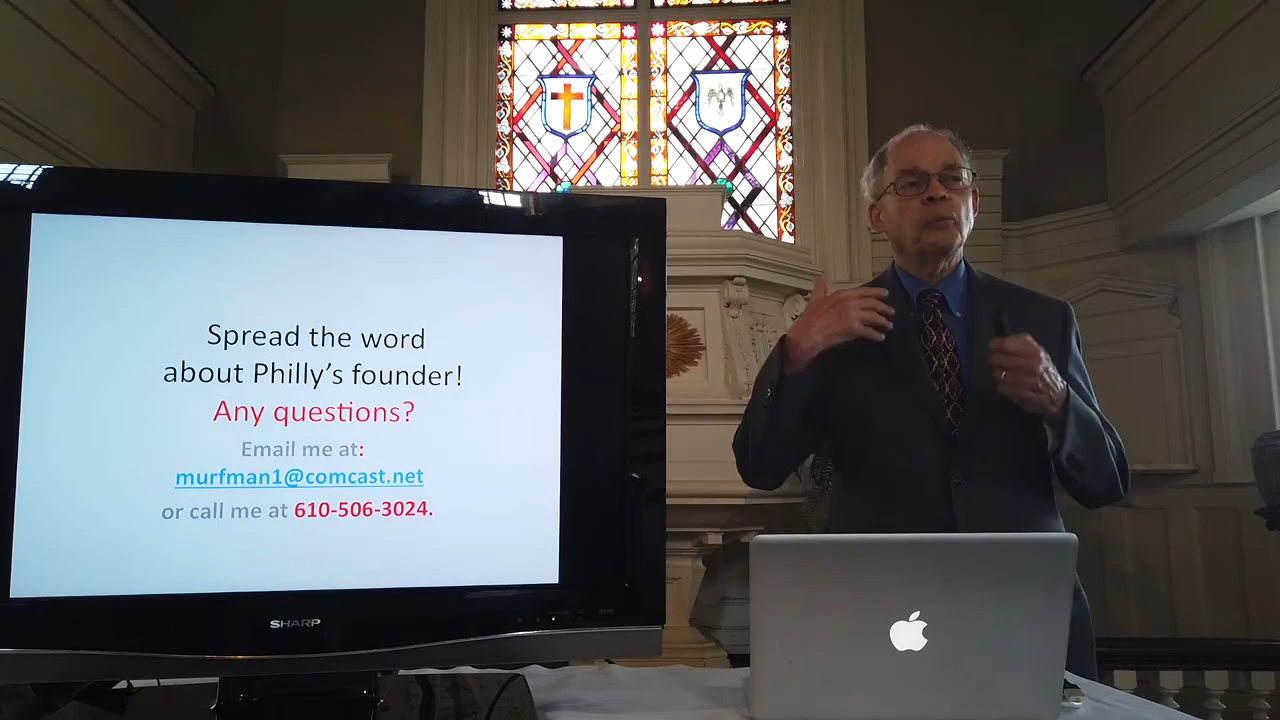 Spread the word
about Philly's founder!
Any questions?
Email me at:
murfman1@comcast.net
or call me at 610-506-3024.
SHARP